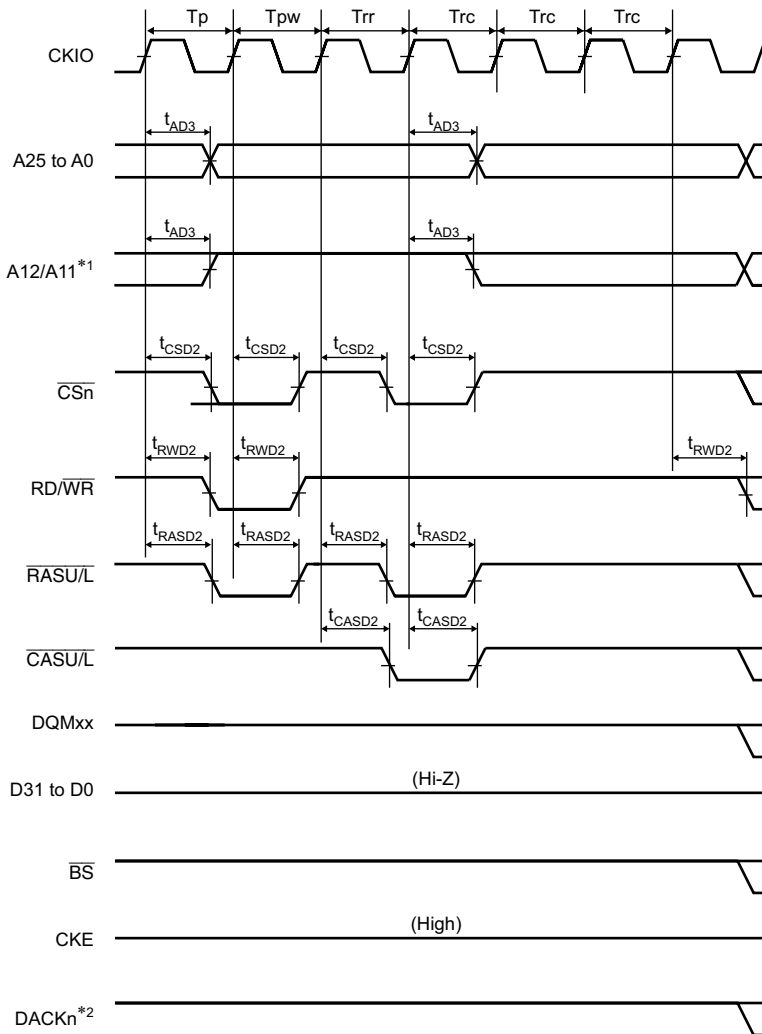 Tp Tpw Trr Trc Trc Trc
CKIO
tAD3 tAD3
A25 to A0
tAD3 tAD3
A12/A11*1
tCSD2 tCSD2 tCSD2 tCSD2
CSn
tRWD2 tRWD2 tRWD2
RD/WR
tRASD2 tRASD2 tRASD2 tRASD2
RASU/L
tCASD2 tCASD2
CASU/L
DQMxx
(Hi-Z)
D31 to D0
BS
(High)
CKE
DACKn*2